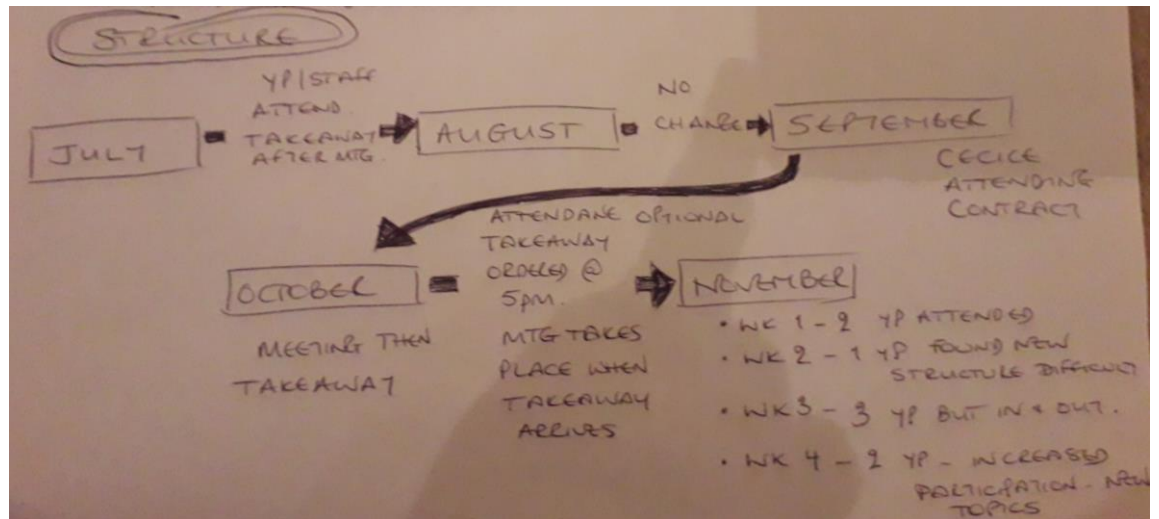 STRUCTURE
YP/STAFF
ATTEND.
TAKEAWAY
AFTER MTG.
JULY
AUGUST
NO
CHANGE
SEPTEMBER
CECICE
ATTENDING
CONTRACT
ATTENDANE OPTIONAL
TAKEAWAY
ORDERED @
5PM.
MTG TAKES
PLACE WHEN
TAKEAWAY
ARRIVES
OCTOBER
MEETING THEN
TAKEAWAY
NOVEMBER
• WK 1 - 2 YP ATTENDED
• WK 2 - 1 YP FOUND NEW
STRUCTURE DIFFICULT
• WK 3 - 3 YP BUT IN & OUT.
• WK 4 - 2 YP - INCREASED
PARTICIPATION - NEW
TOPICS